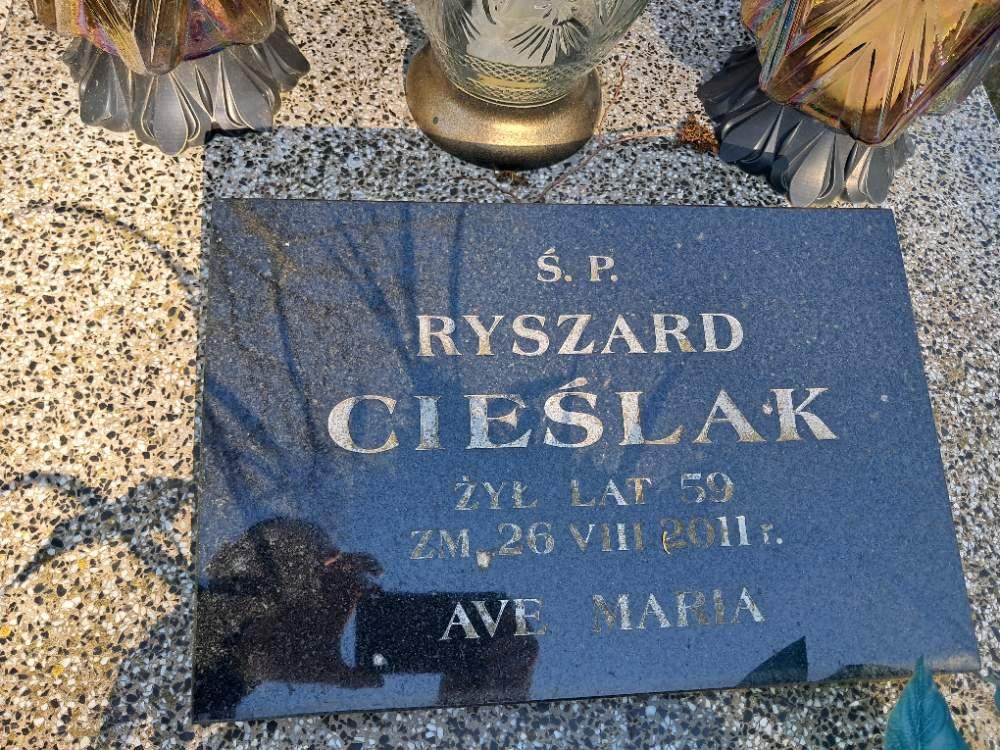 Ś. P.
RYSZARD
CIEŚLAK
ŻYŁ LAT 59
ZM. 26 VIII 2011 r.
AVE MARIA